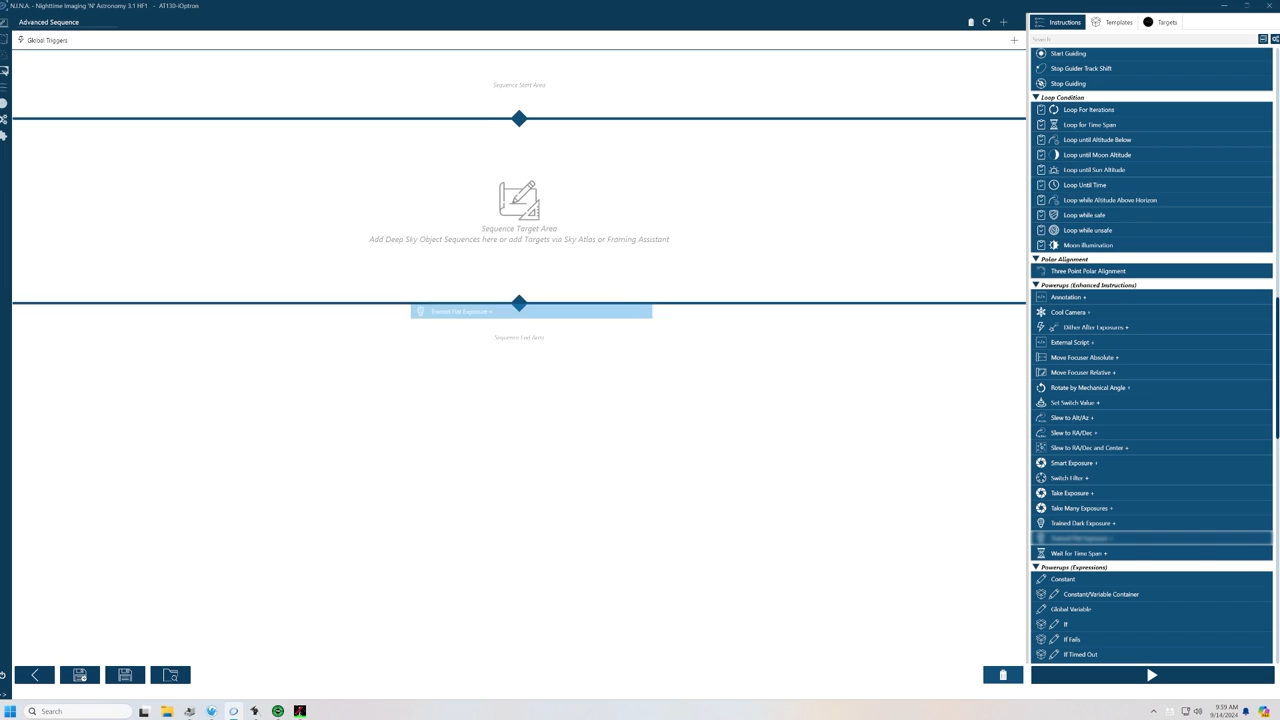 N.I.N.A. - Nighttime Imaging 'N' Astronomy 3.1 HF1 - AT130-iOptron
Advanced Sequence
Global Triggers
Sequence Start Area
Sequence Target Area
Add Deep Sky Object Sequences here or add Targets via Sky Atlas or Framing Assistant
Trained Flat Exposure +
Sequence End Area
Instructions
Templates
Targets
Search
Start Guiding
Stop Guider Track Shift
Stop Guiding
Loop Condition
Loop For Iterations
Loop for Time Span
Loop until Altitude Below
Loop until Moon Altitude
Loop until Sun Altitude
Loop Until Time
Loop while Altitude Above Horizon
Loop while safe
Loop while unsafe
Moon illumination
Polar Alignment
Three Point Polar Alignment
Powerups (Enhanced Instructions)
Annotation +
Cool Camera +
Dither After Exposures +
External Script +
Move Focuser Absolute +
Move Focuser Relative +
Rotate by Mechanical Angle +
Set Switch Value +
Slew to Alt/Az +
Slew to RA/Dec +
Slew to RA/Dec and Center +
Smart Exposure +
Switch Filter +
Take Exposure +
Take Many Exposures +
Trained Dark Exposure +
Trained Flat Exposure +
Wait for Time Span +
Powerups (Expressions)
Constant
Constant/Variable Container
Global Variable
If
If Fails
If Timed Out
Search
9:59 AM
9/14/2024